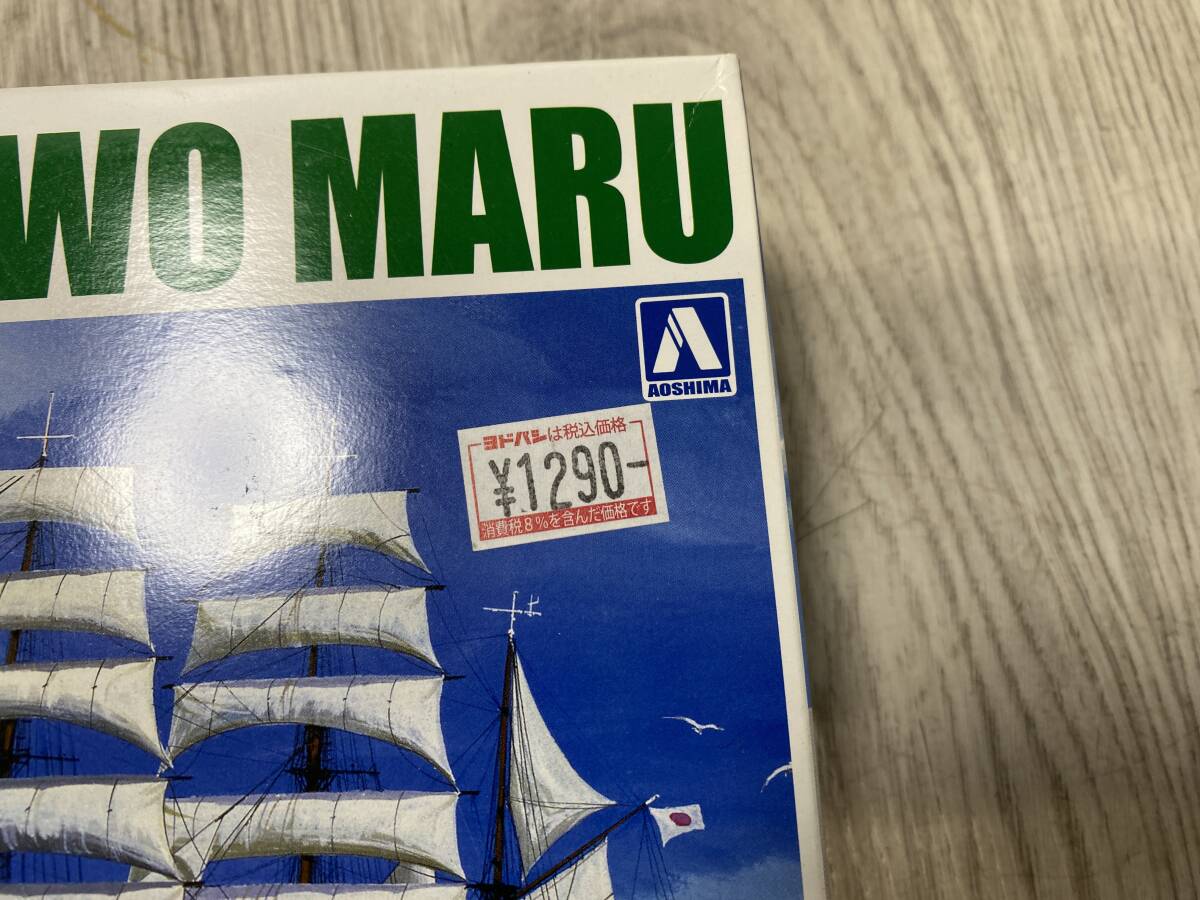 WO MARU
AOSHIMA
ヨドバシは税込価格
¥1290-
消費税8%を含んだ価格です